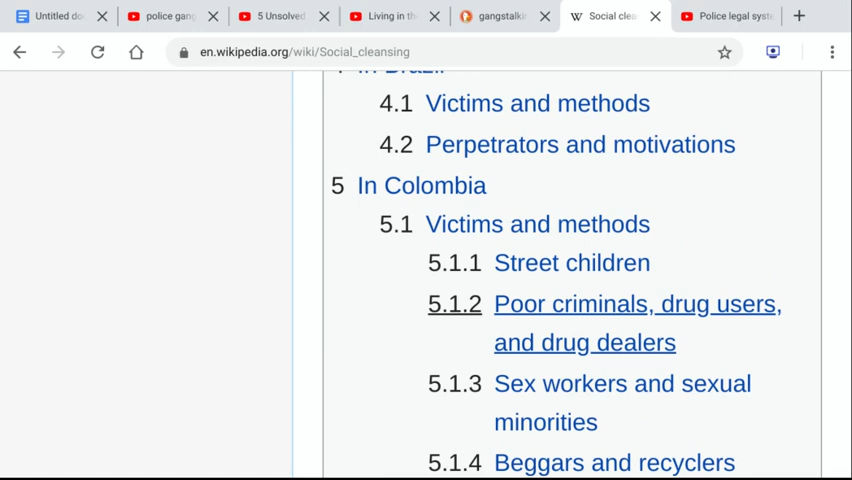 Untitled do
police gang
5 Unsolved
Living in th
gangstalki
W Social clea
Police legal syst
en.wikipedia.org/wiki/Social_cleansing
In Brazil
4.1 Victims and methods
4.2 Perpetrators and motivations
5 In Colombia
5.1 Victims and methods
5.1.1 Street children
5.1.2 Poor criminals, drug users,
and drug dealers
5.1.3 Sex workers and sexual
minorities
5.1.4 Beggars and recyclers